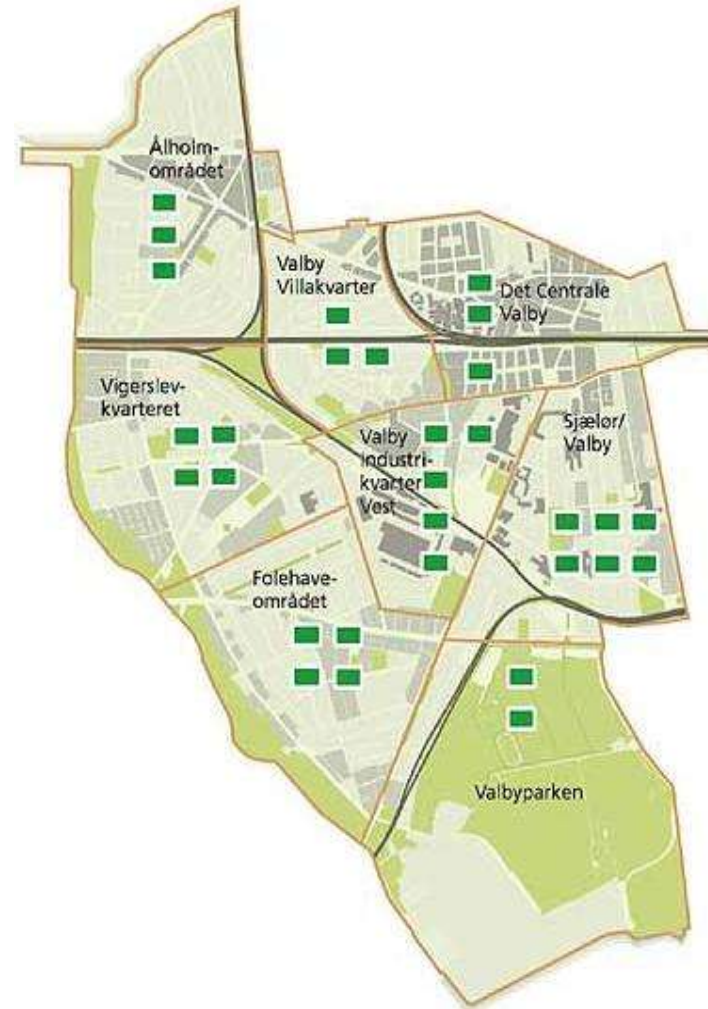 Ålholm-
området
Valby
Villakvarter
Det Centrale
Valby
Vigerslev-
kvarteret
Valby
Industri-
kvarter
Vest
Sjælør/
Valby
Folehave-
området
Valbyparken